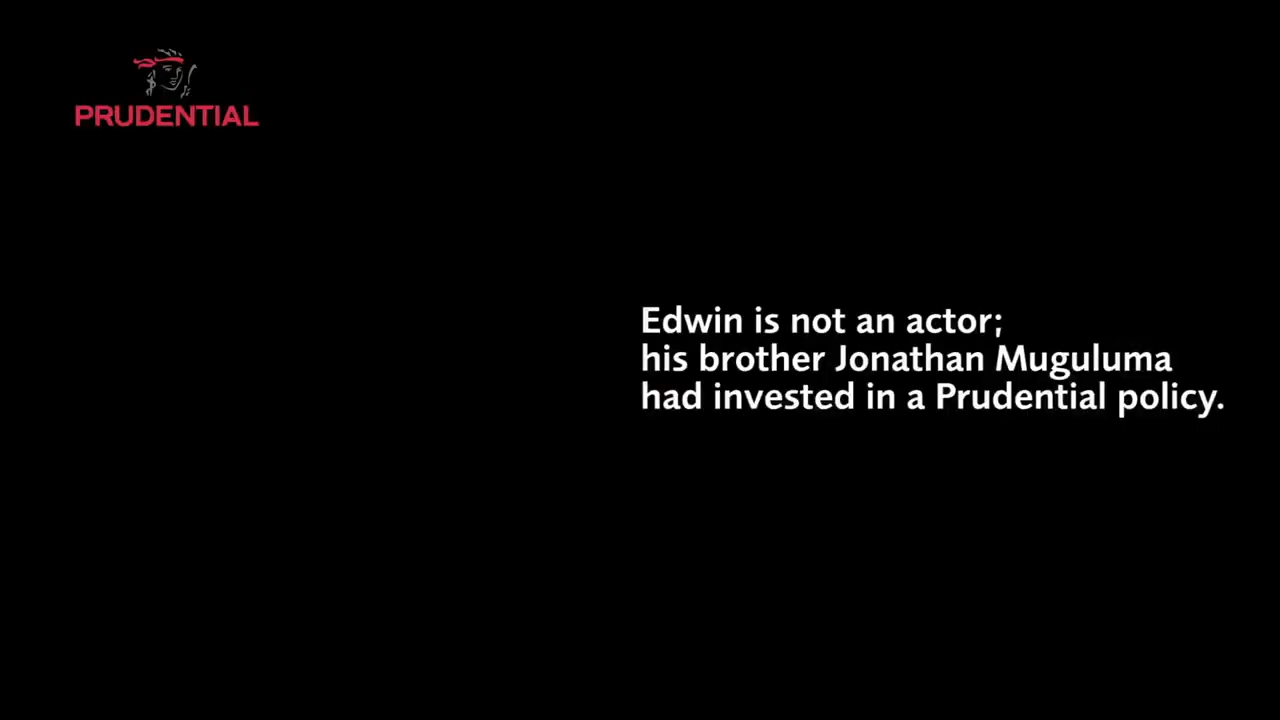 PRUDENTIAL
Edwin is not an actor;
his brother Jonathan Muguluma
had invested in a Prudential policy.